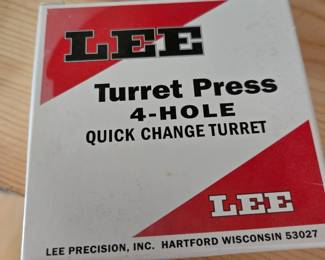 LEE
Turret Press
4-HOLE
QUICK CHANGE TURRET
LEE
LEE PRECISION, INC. HARTFORD WISCONSIN 53027